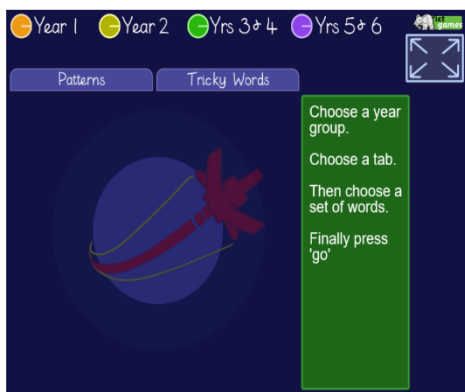 Year 1 Year 2 Yrs 3 & 4 Yrs 5 & 6
games
Patterns Tricky Words
Choose a year
group.
Choose a tab.
Then choose a
set of words.
Finally press
'go'